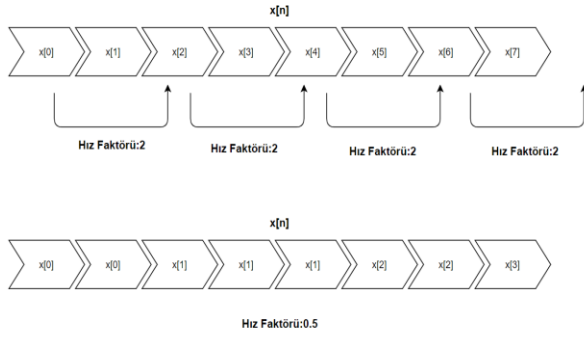 x[n]
x[0] x[1] x[2] x[3] x[4] x[5] x[6] x[7]
Hız Faktörü:2 Hız Faktörü:2 Hız Faktörü:2 Hız Faktörü:2
x[n]
x[0] x[0] x[1] x[1] x[1] x[2] x[2] x[3]
Hız Faktörü:0.5